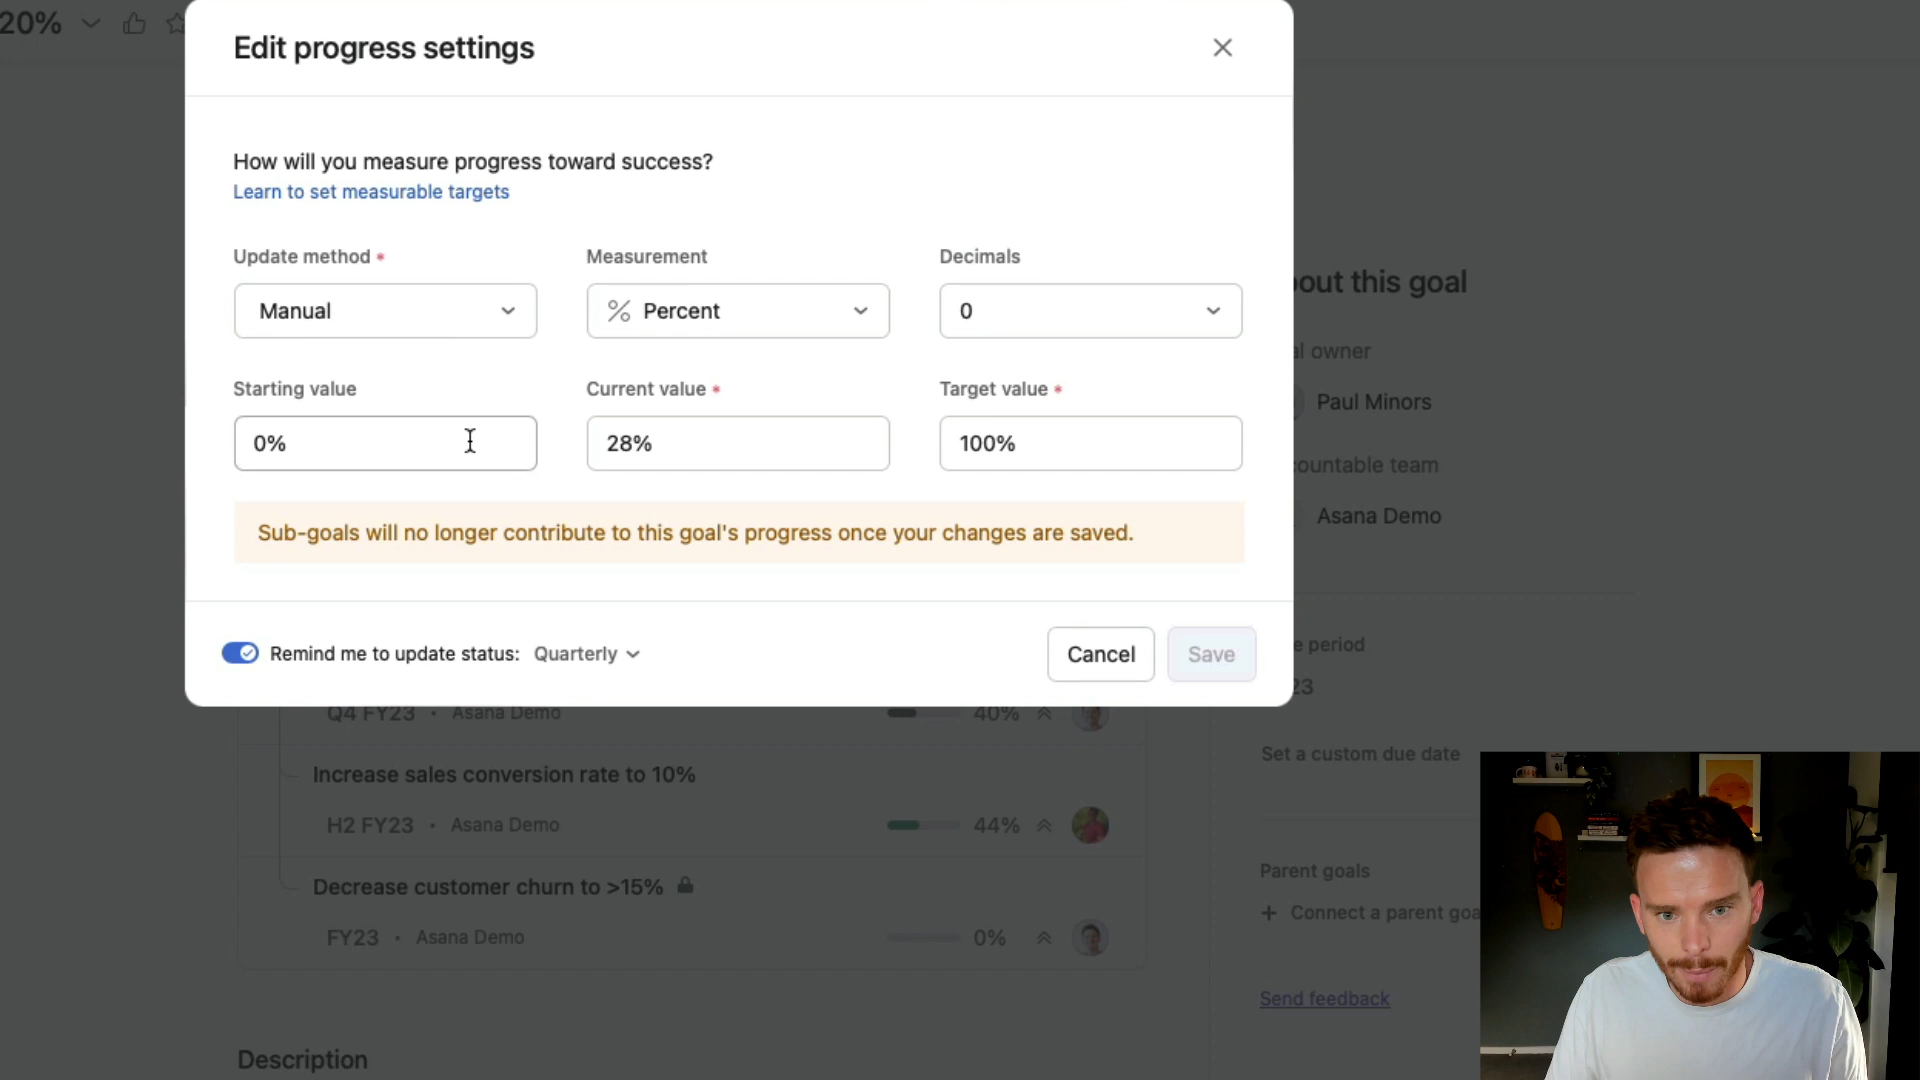 20%
Edit progress settings
How will you measure progress toward success?
Learn to set measurable targets
Update method *
Measurement
Decimals
Manual
% Percent
0
Starting value
Current value *
Target value *
0%
28%
100%
Sub-goals will no longer contribute to this goal's progress once your changes are saved.
Remind me to update status: Quarterly
Cancel
Save
out this goal
owner
Paul Minors
countable team
Asana Demo
period
23
Set a custom due date
Parent goals
+ Connect a parent goa
Send feedback
Q4 FY23 • Asana Demo
40%
Increase sales conversion rate to 10%
H2 FY23 • Asana Demo
44%
Decrease customer churn to >15%
FY23 • Asana Demo
0%
Description